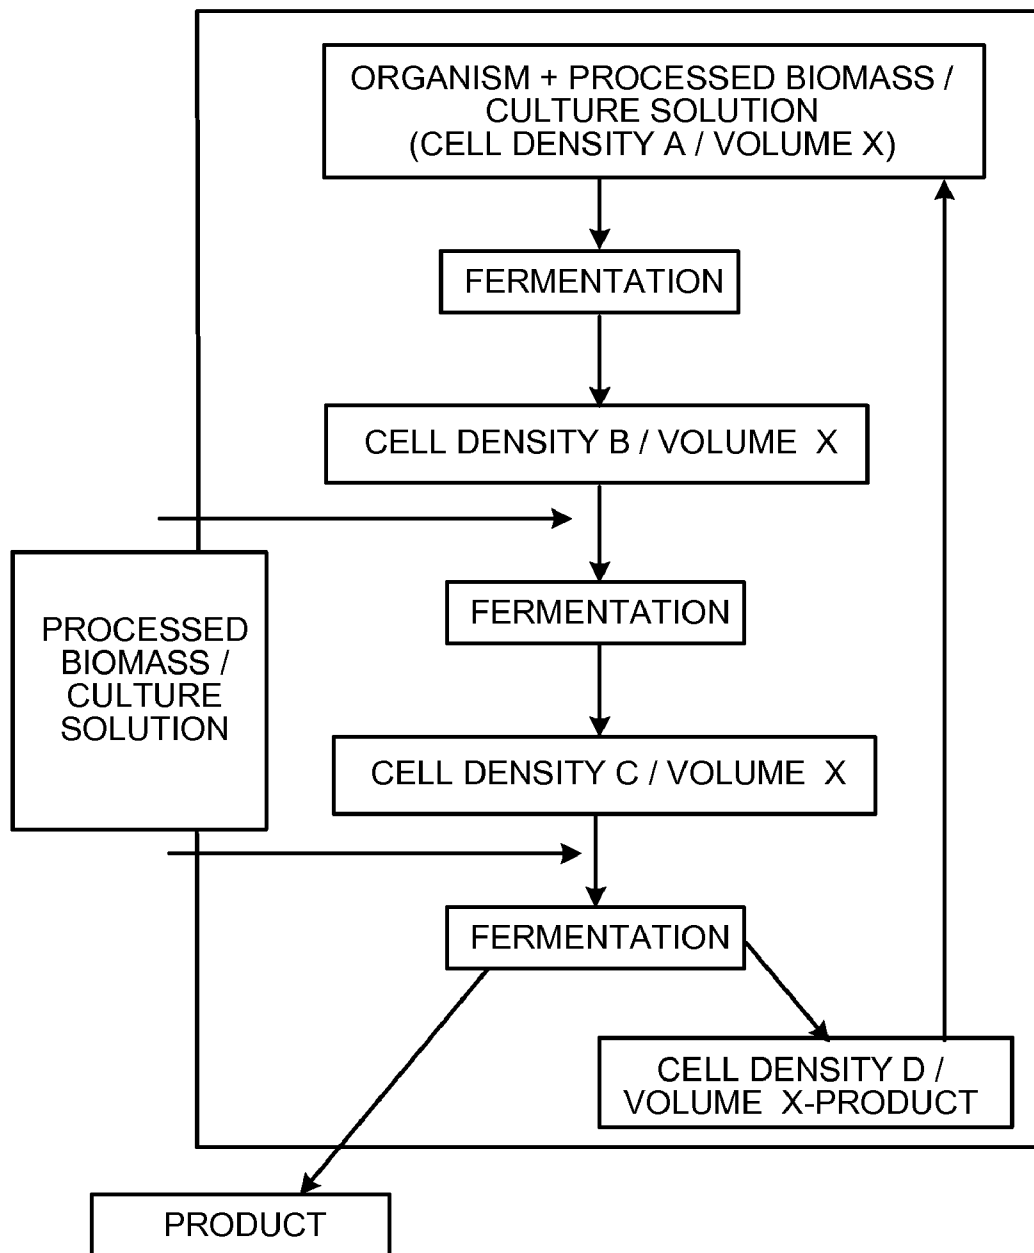 ORGANISM + PROCESSED BIOMASS /
CULTURE SOLUTION
(CELL DENSITY A / VOLUME X)
FERMENTATION
CELL DENSITY B / VOLUME X
FERMENTATION
PROCESSED
BIOMASS /
CULTURE
SOLUTION
CELL DENSITY C / VOLUME X
FERMENTATION
CELL DENSITY D /
VOLUME X-PRODUCT
PRODUCT